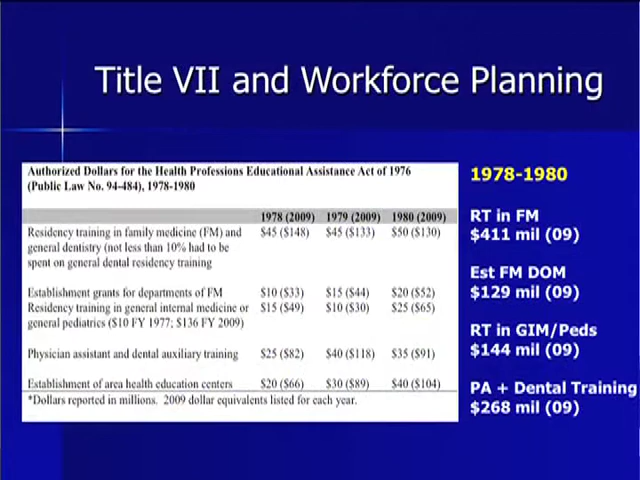 Title VII and Workforce Planning
Authorized Dollars for the Health Professions Educational Assistance Act of 1976
(Public Law No. 94-484), 1978-1980
1978 (2009) 1979 (2009) 1980 (2009)
Residency training in family medicine (FM) and $45 ($148) $45 ($133) $50 ($130)
general dentistry (not less than 10% had to be
spent on general dental residency training
Establishment grants for departments of FM $10 ($33) $15 ($44) $20 ($52)
Residency training in general internal medicine or $15 ($49) $10 ($30) $25 ($65)
general pediatrics ($10 FY 1977; $136 FY 2009)
Physician assistant and dental auxiliary training $25 ($82) $40 ($118) $35 ($91)
Establishment of area health education centers $20 ($66) $30 ($89) $40 ($104)
*Dollars reported in millions. 2009 dollar equivalents listed for each year.
1978-1980
RT in FM
$411 mil (09)
Est FM DOM
$129 mil (09)
RT in GIM/Peds
$144 mil (09)
PA + Dental Training
$268 mil (09)